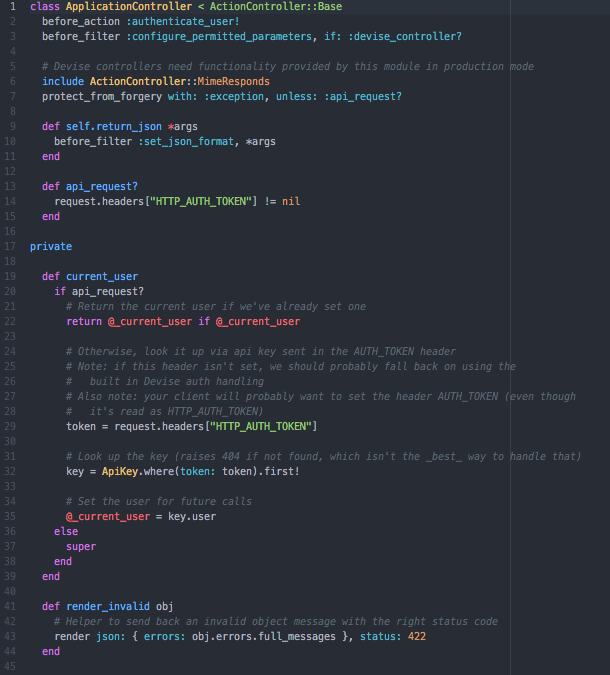 1 class ApplicationController < ActionController::Base
2   before_action :authenticate_user!
3   before_filter :configure_permitted_parameters, if: :devise_controller?
4
5   # Devise controllers need functionality provided by this module in production mode
6   include ActionController::MimeResponds
7   protect_from_forgery with: :exception, unless: :api_request?
8
9   def self.return_json *args
10     before_filter :set_json_format, *args
11   end
12
13   def api_request?
14     request.headers["HTTP_AUTH_TOKEN"] != nil
15   end
16
17 private
18
19   def current_user
20     if api_request?
21       # Return the current user if we've already set one
22       return @_current_user if @_current_user
23
24       # Otherwise, look it up via api key sent in the AUTH_TOKEN header
25       # Note: if this header isn't set, we should probably fall back on using the
26       #   built in Devise auth handling
27       # Also note: your client will probably want to set the header AUTH_TOKEN (even though
28       #   it's read as HTTP_AUTH_TOKEN)
29       token = request.headers["HTTP_AUTH_TOKEN"]
30
31       # Look up the key (raises 404 if not found, which isn't the _best_ way to handle that)
32       key = ApiKey.where(token: token).first!
33
34       # Set the user for future calls
35       @_current_user = key.user
36     else
37       super
38     end
39   end
40
41   def render_invalid obj
42     # Helper to send back an invalid object message with the right status code
43     render json: { errors: obj.errors.full_messages }, status: 422
44   end
45